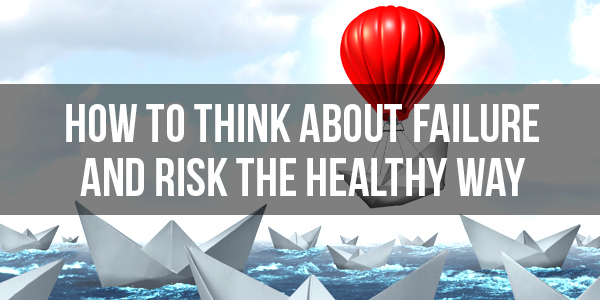 HOW TO THINK ABOUT FAILURE
AND RISK THE HEALTHY WAY